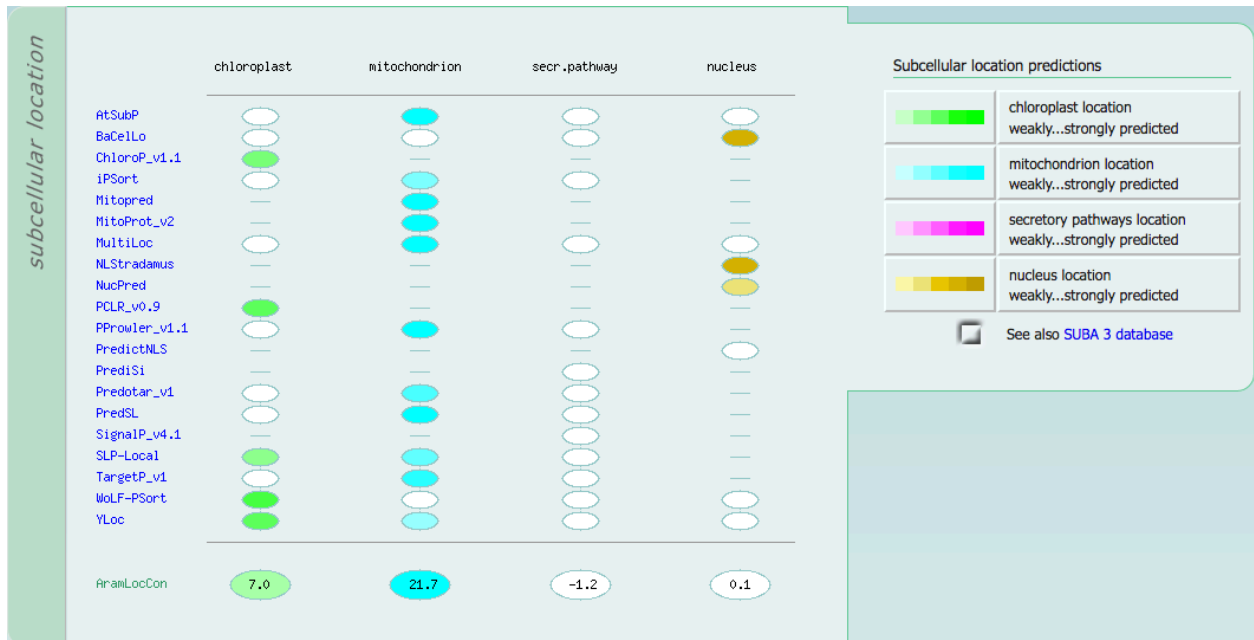 subcellular location
chloroplast mitochondrion secr.pathway nucleus
AtSubP
BaCelLo
ChloroP_v1.1
iPSort
Mitopred
MitoProt_v2
MultiLoc
NLStradamus
NucPred
PCLR_v0.9
PProwler_v1.1
PredictNLS
PrediSi
Predotar_v1
PredSL
SignalP_v4.1
SLP-Local
TargetP_v1
WoLF-PSort
YLoc
AramLocCon 7.0 21.7 -1.2 0.1
Subcellular location predictions
chloroplast location
weakly...strongly predicted
mitochondrion location
weakly...strongly predicted
secretory pathways location
weakly...strongly predicted
nucleus location
weakly...strongly predicted
See also SUBA 3 database